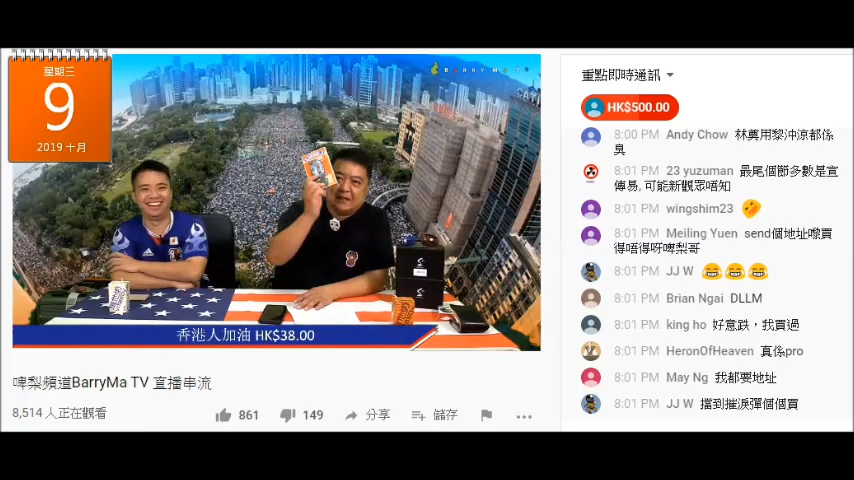 星期三
9
2019 十月
BARRYMATV
香港人加油 HK$38.00
啤梨頻道BarryMa TV 直播串流
8,514 人正在觀看
861
149
分享
儲存
重點即時通訊
HK$500.00
8:00 PM Andy Chow 林糞用黎沖涼都係
臭
8:01 PM 23 yuzuman 最尾個節多數是宣
傳易, 可能新觀眾唔知
8:01 PM wingshim23
8:01 PM Meiling Yuen send個地址嚟買
得唔得呀啤梨哥
8:01 PM JJ W
8:01 PM Brian Ngai DLLM
8:01 PM king ho 好意跌，我買過
8:01 PM HeronOfHeaven 真係pro
8:01 PM May Ng 我都要地址
8:01 PM JJ W 擋到摧淚彈個個買